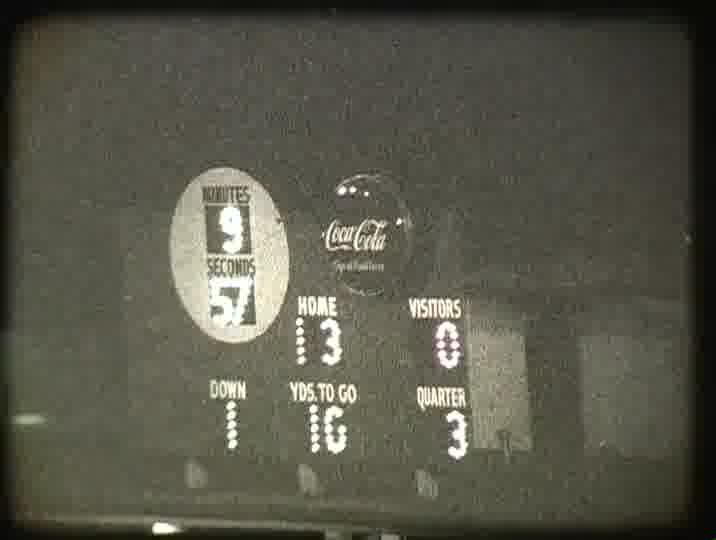 MINUTES
9
SECONDS
57
Coca-Cola
HOME
VISITORS
13
0
DOWN
YDS. TO GO
QUARTER
1
16
3